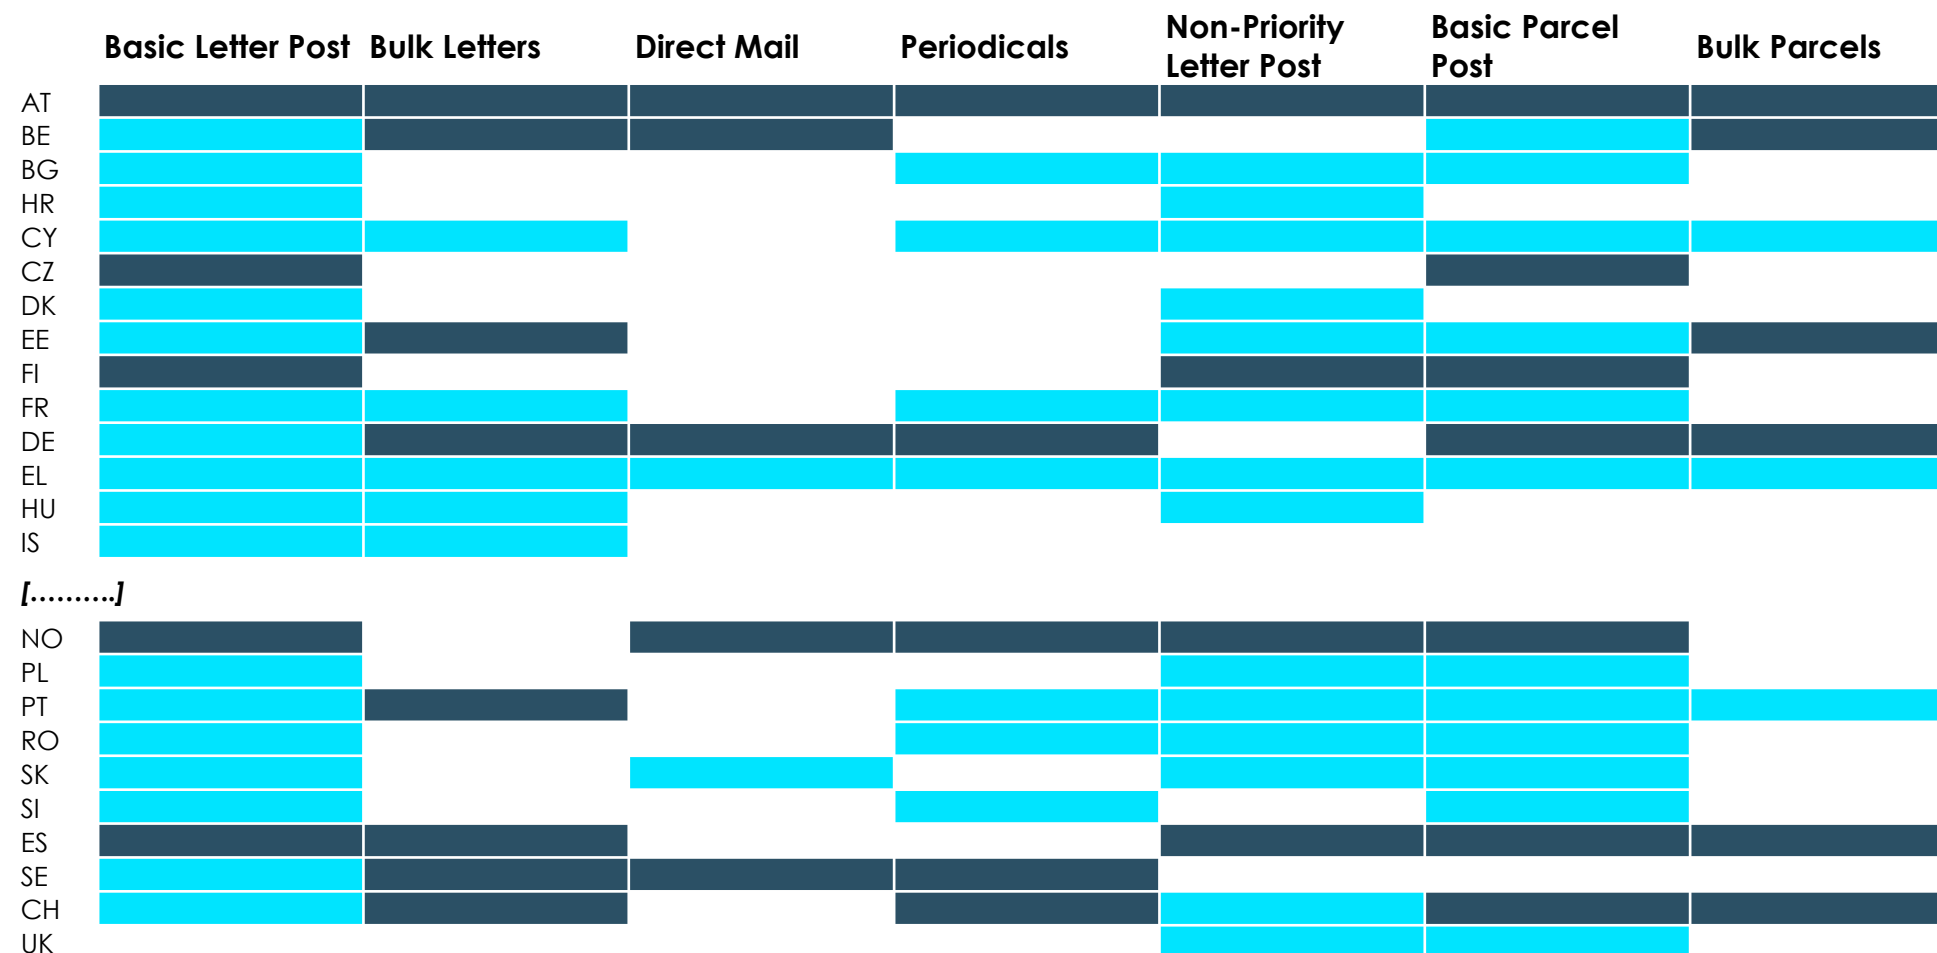 Basic Letter Post Bulk Letters Direct Mail Periodicals Non-Priority Letter Post Basic Parcel Post Bulk Parcels
AT
BE
BG
HR
CY
CZ
DK
EE
FI
FR
DE
EL
HU
IS
[..........]
NO
PL
PT
RO
SK
SI
ES
SE
CH
UK